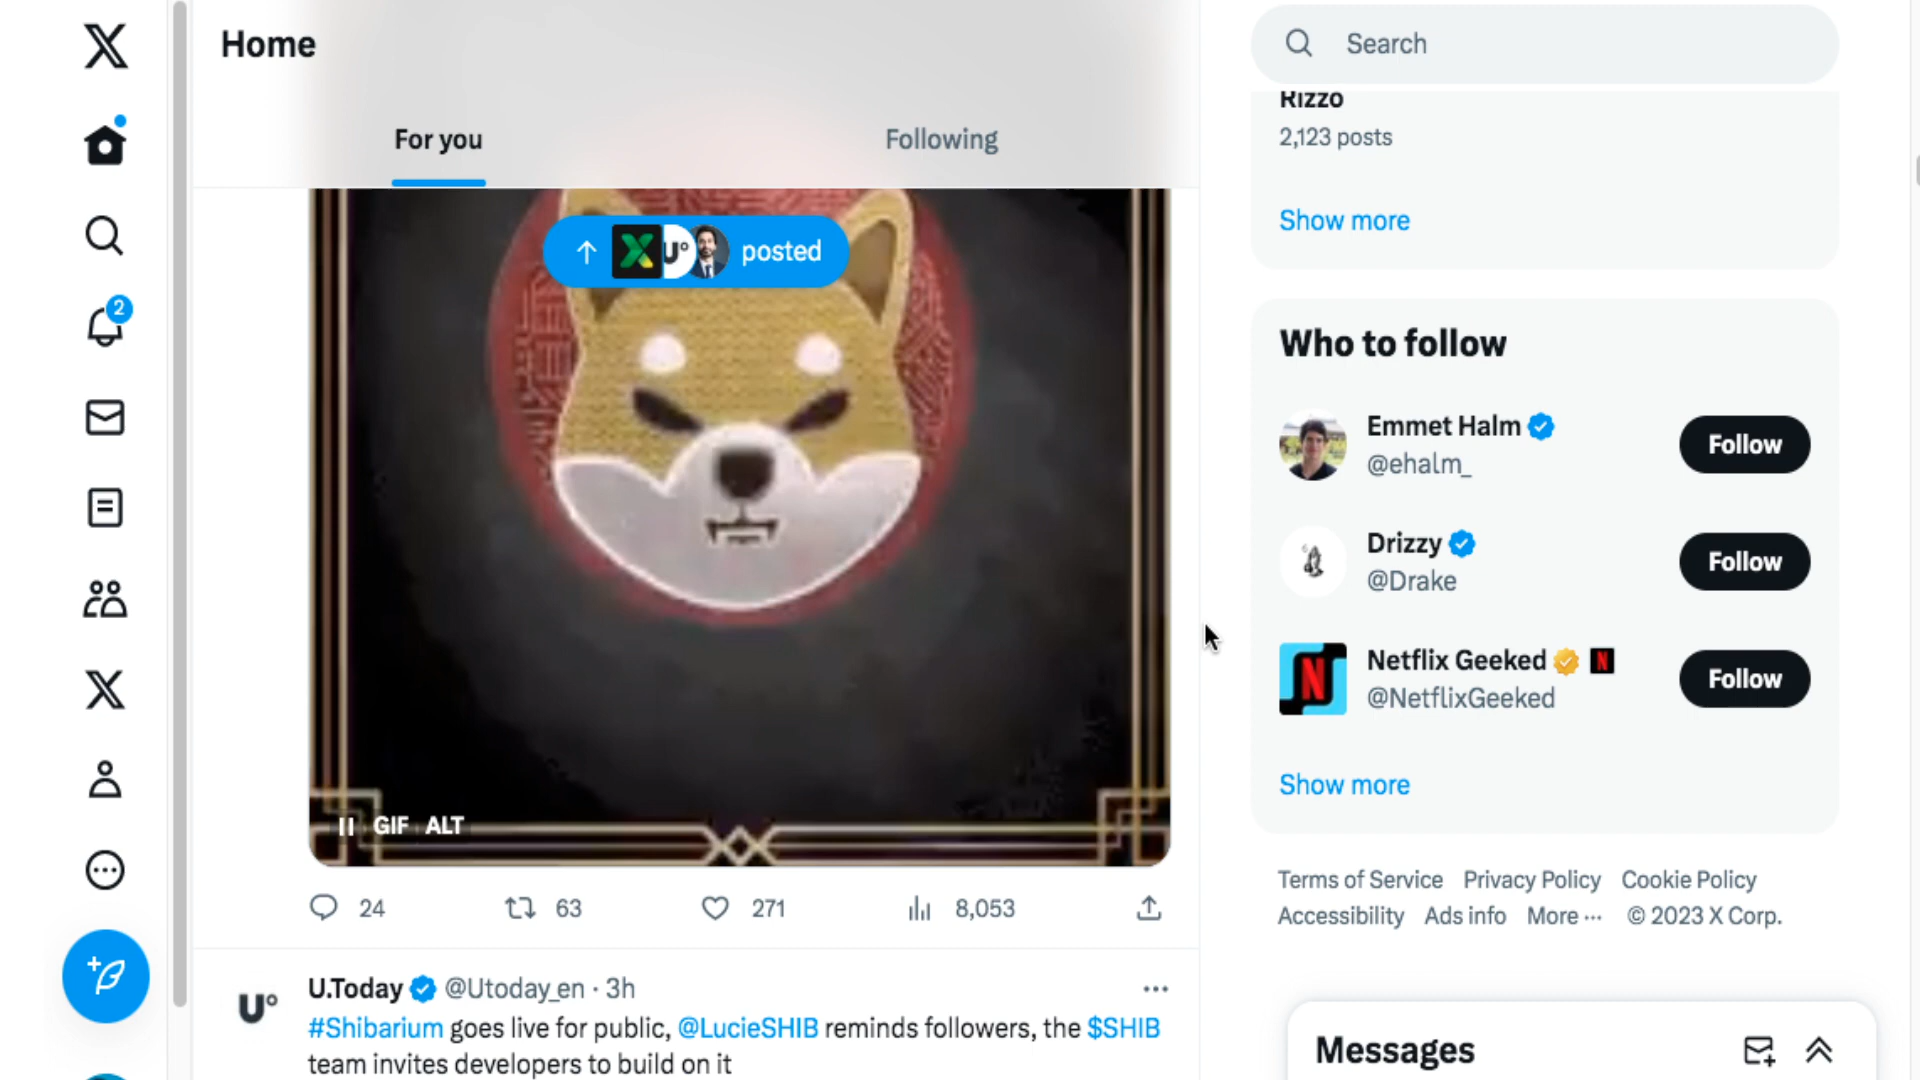 Home
Search
For you
Following
posted
2
GIF ALT
24
63
271
8,053
U.Today @Utoday_en · 3h
#Shibarium goes live for public, @LucieSHIB reminds followers, the $SHIB
team invites developers to build on it
Rizzo
2,123 posts
Show more
Who to follow
Emmet Halm
@ehalm_
Follow
Drizzy
@Drake
Follow
Netflix Geeked
@NetflixGeeked
Follow
Show more
Terms of Service Privacy Policy Cookie Policy
Accessibility Ads info More ··· © 2023 X Corp.
Messages